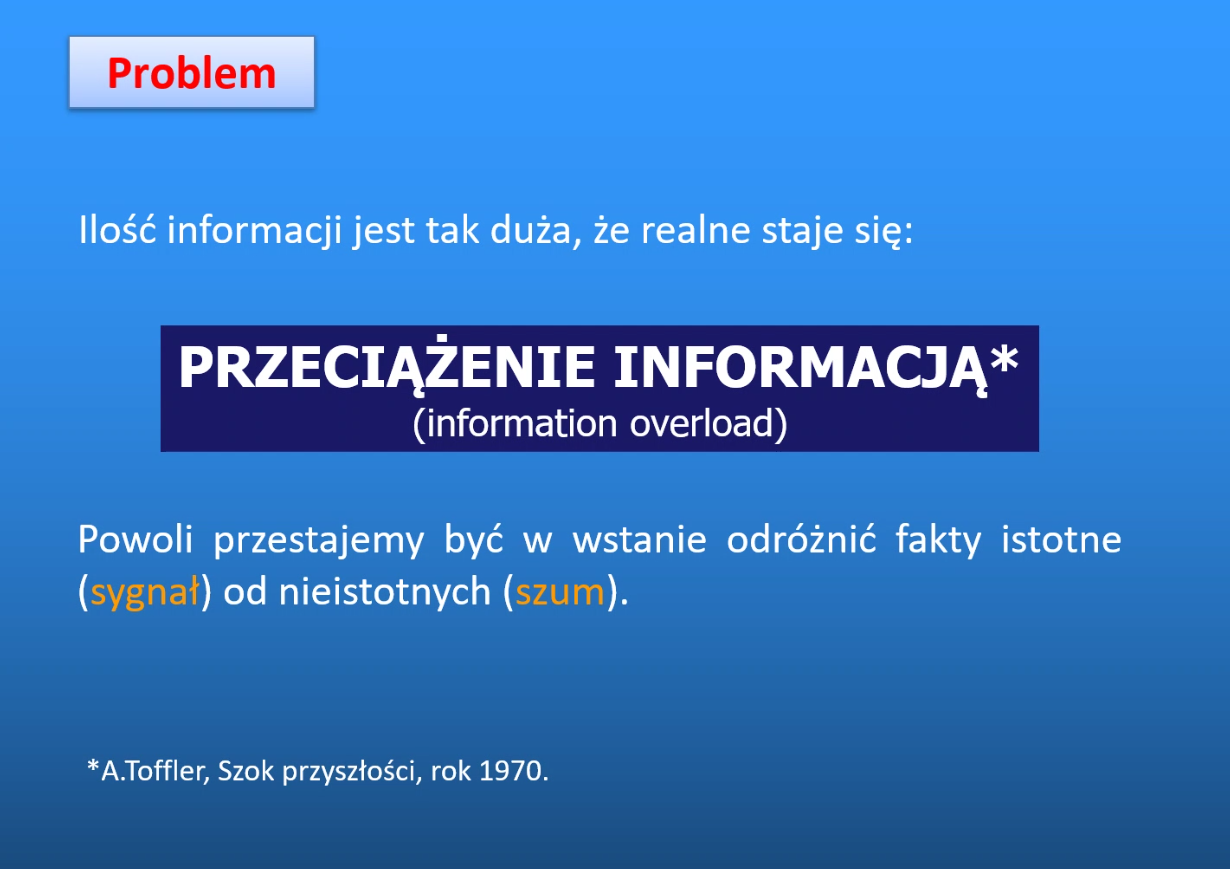 Problem
Ilość informacji jest tak duża, że realne staje się:
PRZECIĄŻENIE INFORMACJĄ*
(information overload)
Powoli przestajemy być w wstanie odróżnić fakty istotne
(sygnał) od nieistotnych (szum).
*A.Toffler, Szok przyszłości, rok 1970.